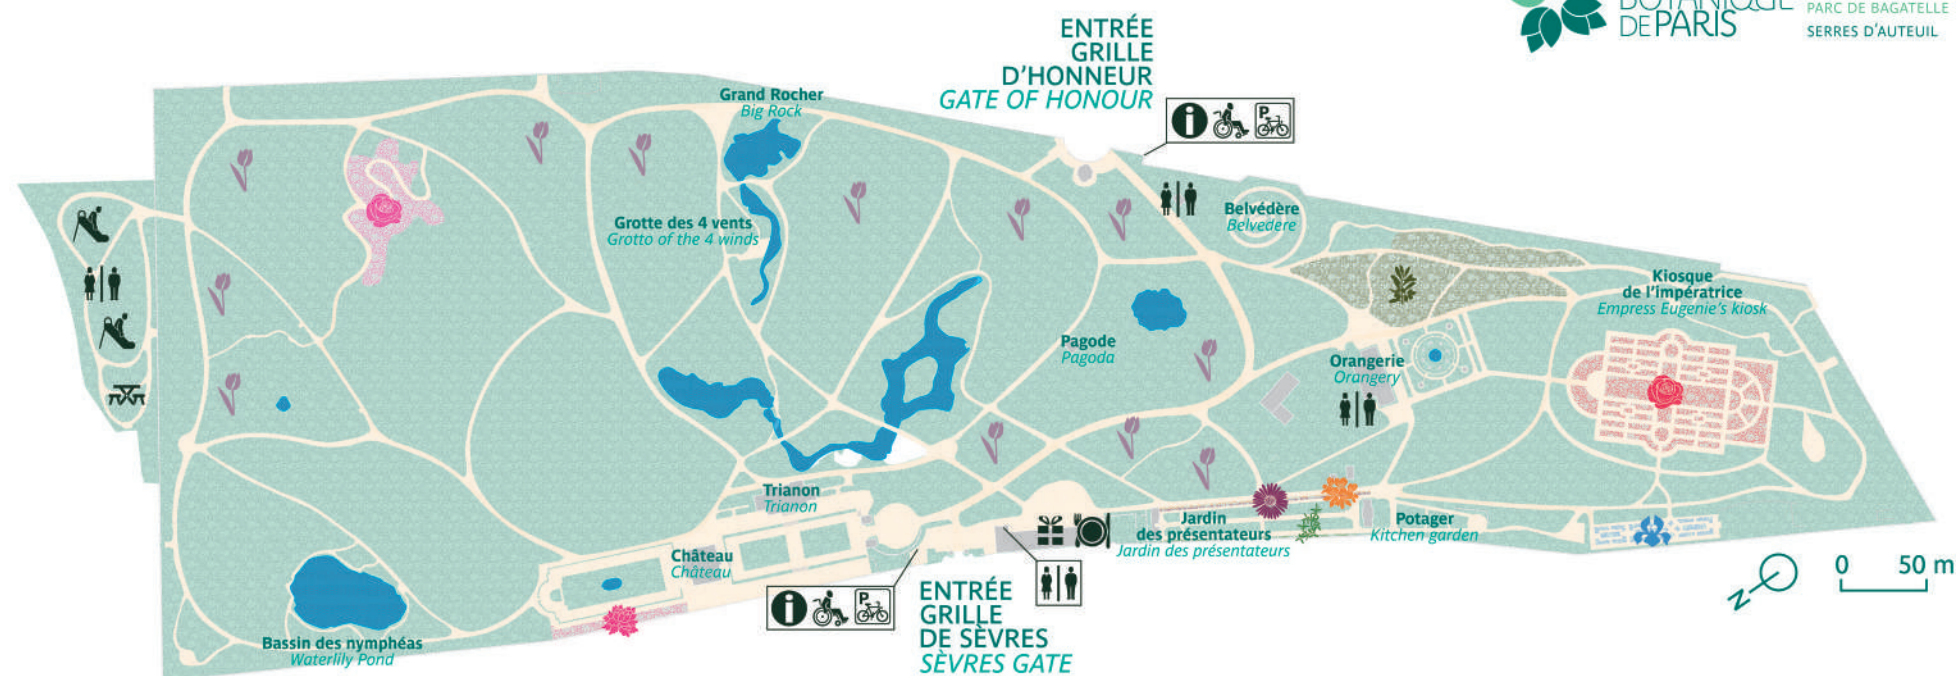 BOTANIQUE
DE PARIS
PARC DE BAGATELLE
SERRES D'AUTEUIL
ENTRÉE
GRILLE
D'HONNEUR
GATE OF HONOUR
i
P
Grand Rocher
Big Rock
Grotte des 4 vents
Grotto of the 4 winds
Belvédère
Belvedere
Kiosque
de l'impératrice
Empress Eugenie's kiosk
Pagode
Pagoda
Orangerie
Orangery
Trianon
Trianon
Château
Château
Jardin
des présentateurs
Jardin des présentateurs
Potager
Kitchen garden
Bassin des nymphéas
Waterlily Pond
i
P
ENTRÉE
GRILLE
DE SÈVRES
SÈVRES GATE
N
0 50 m